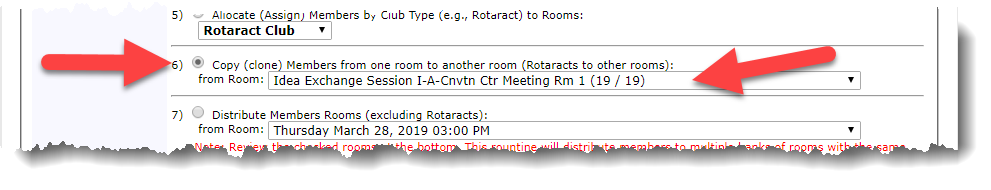 5) Allocate (Assign) Members by Club Type (e.g., Rotaract) to Rooms:
Rotaract Club
6) Copy (clone) Members from one room to another room (Rotaracts to other rooms):
from Room: Idea Exchange Session I-A-Cnvtn Ctr Meeting Rm 1 (19 / 19)
7) Distribute Members Rooms (excluding Rotaracts):
from Room: Thursday March 28, 2019 03:00 PM
Note: Review the checked rooms at the bottom. This rountine will distribute members to multiple banks of rooms with the same